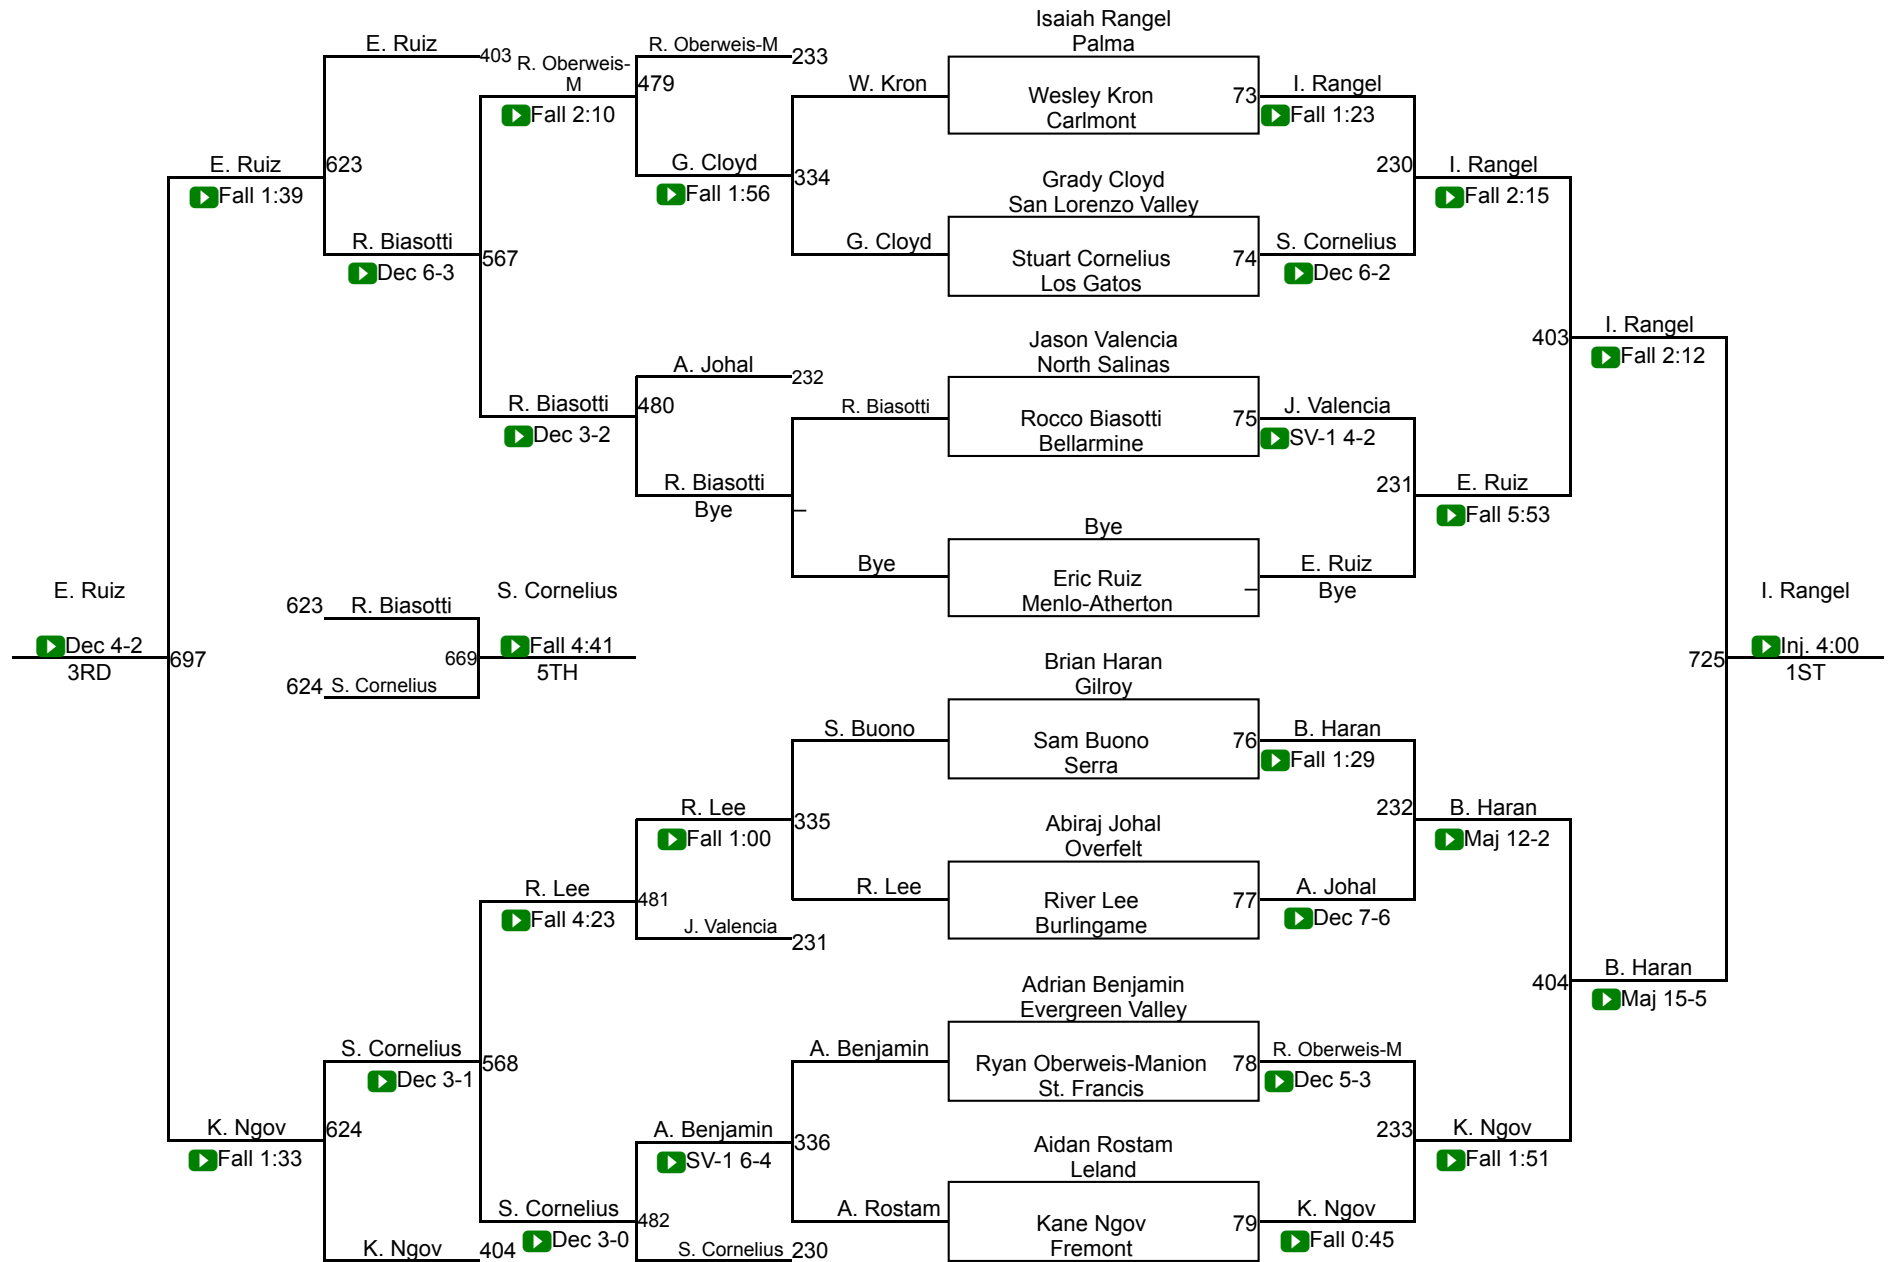 Isaiah Rangel
Palma
E. Ruiz
403
R. Oberweis-
M
R. Oberweis-M
233
479
W. Kron
Wesley Kron
Carlmont
73
I. Rangel
Fall 2:10
Fall 1:23
E. Ruiz
623
G. Cloyd
334
Grady Cloyd
San Lorenzo Valley
230
I. Rangel
Fall 1:39
Fall 1:56
Fall 2:15
R. Biasotti
567
G. Cloyd
Stuart Cornelius
Los Gatos
74
S. Cornelius
Dec 6-3
Dec 6-2
Jason Valencia
North Salinas
403
I. Rangel
Fall 2:12
A. Johal
232
R. Biasotti
480
R. Biasotti
Rocco Biasotti
Bellarmine
75
J. Valencia
Dec 3-2
SV-1 4-2
R. Biasotti
Bye
–
231
E. Ruiz
Fall 5:53
Bye
Bye
Eric Ruiz
Menlo-Atherton
–
E. Ruiz
Bye
E. Ruiz
Dec 4-2
3RD
697
623
R. Biasotti
669
624
S. Cornelius
S. Cornelius
Fall 4:41
5TH
725
I. Rangel
Inj. 4:00
1ST
Brian Haran
Gilroy
S. Buono
Sam Buono
Serra
76
B. Haran
Fall 1:29
R. Lee
335
Abiraj Johal
Overfelt
232
B. Haran
Fall 1:00
Maj 12-2
R. Lee
481
R. Lee
River Lee
Burlingame
77
A. Johal
Fall 4:23
Dec 7-6
J. Valencia
231
Adrian Benjamin
Evergreen Valley
404
B. Haran
Maj 15-5
S. Cornelius
568
A. Benjamin
Ryan Oberweis-Manion
St. Francis
78
R. Oberweis-M
Dec 3-1
Dec 5-3
K. Ngov
624
A. Benjamin
336
Aidan Rostam
Leland
233
K. Ngov
Fall 1:33
SV-1 6-4
Fall 1:51
S. Cornelius
482
A. Rostam
Kane Ngov
Fremont
79
K. Ngov
K. Ngov
404
Dec 3-0
S. Cornelius
230
Fall 0:45